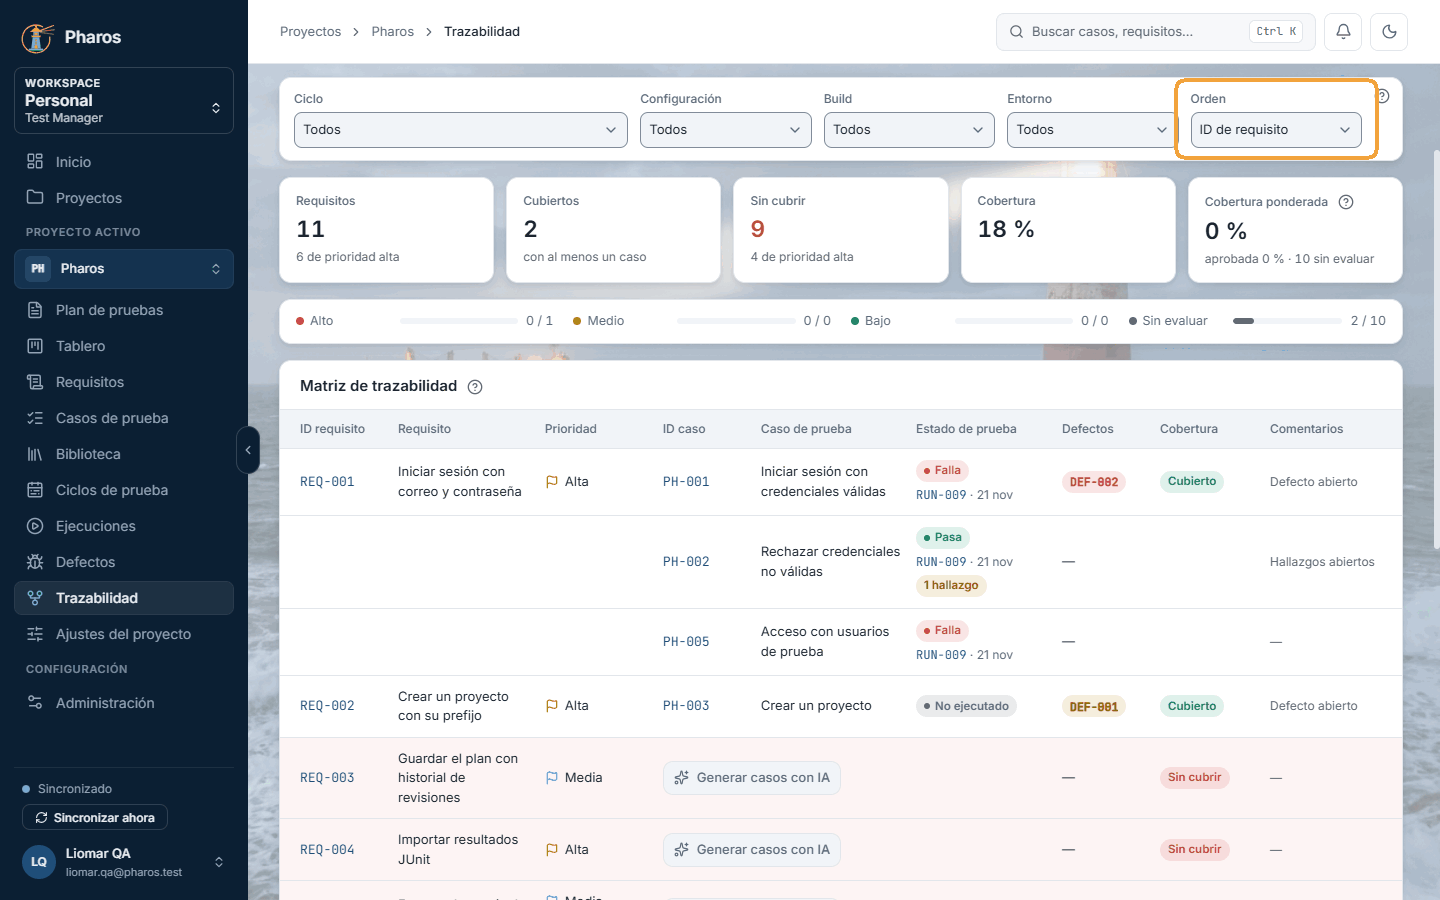 Pharos
WORKSPACE
Personal
Test Manager
Inicio
Proyectos
PROYECTO ACTIVO
PH Pharos
Plan de pruebas
Tablero
Requisitos
Casos de prueba
Biblioteca
Ciclos de prueba
Ejecuciones
Defectos
Trazabilidad
Ajustes del proyecto
CONFIGURACIÓN
Administración
Sincronizado
Sincronizar ahora
LQ
Liomar QA
liomar.qa@pharos.test
Proyectos > Pharos > Trazabilidad
Buscar casos, requisitos... Ctrl K
Ciclo
Todos
Configuración
Todos
Build
Todos
Entorno
Todos
Orden
ID de requisito
Requisitos
11
6 de prioridad alta
Cubiertos
2
con al menos un caso
Sin cubrir
9
4 de prioridad alta
Cobertura
18 %
Cobertura ponderada
0 %
aprobada 0 % · 10 sin evaluar
Alto 0 / 1 Medio 0 / 0 Bajo 0 / 0 Sin evaluar 2 / 10
Matriz de trazabilidad
ID requisito Requisito Prioridad ID caso Caso de prueba Estado de prueba Defectos Cobertura Comentarios
REQ-001
Iniciar sesión con
correo y contraseña
Alta
PH-001
Iniciar sesión con
credenciales válidas
Falla
RUN-009 · 21 nov
DEF-002
Cubierto
Defecto abierto
PH-002
Rechazar credenciales
no válidas
Pasa
RUN-009 · 21 nov
1 hallazgo
—
Hallazgos abiertos
PH-005
Acceso con usuarios
de prueba
Falla
RUN-009 · 21 nov
—
—
REQ-002
Crear un proyecto
con su prefijo
Alta
PH-003
Crear un proyecto
No ejecutado
DEF-001
Cubierto
Defecto abierto
REQ-003
Guardar el plan con
historial de
revisiones
Media
Generar casos con IA
—
Sin cubrir
—
REQ-004
Importar resultados
JUnit
Alta
Generar casos con IA
—
Sin cubrir
—